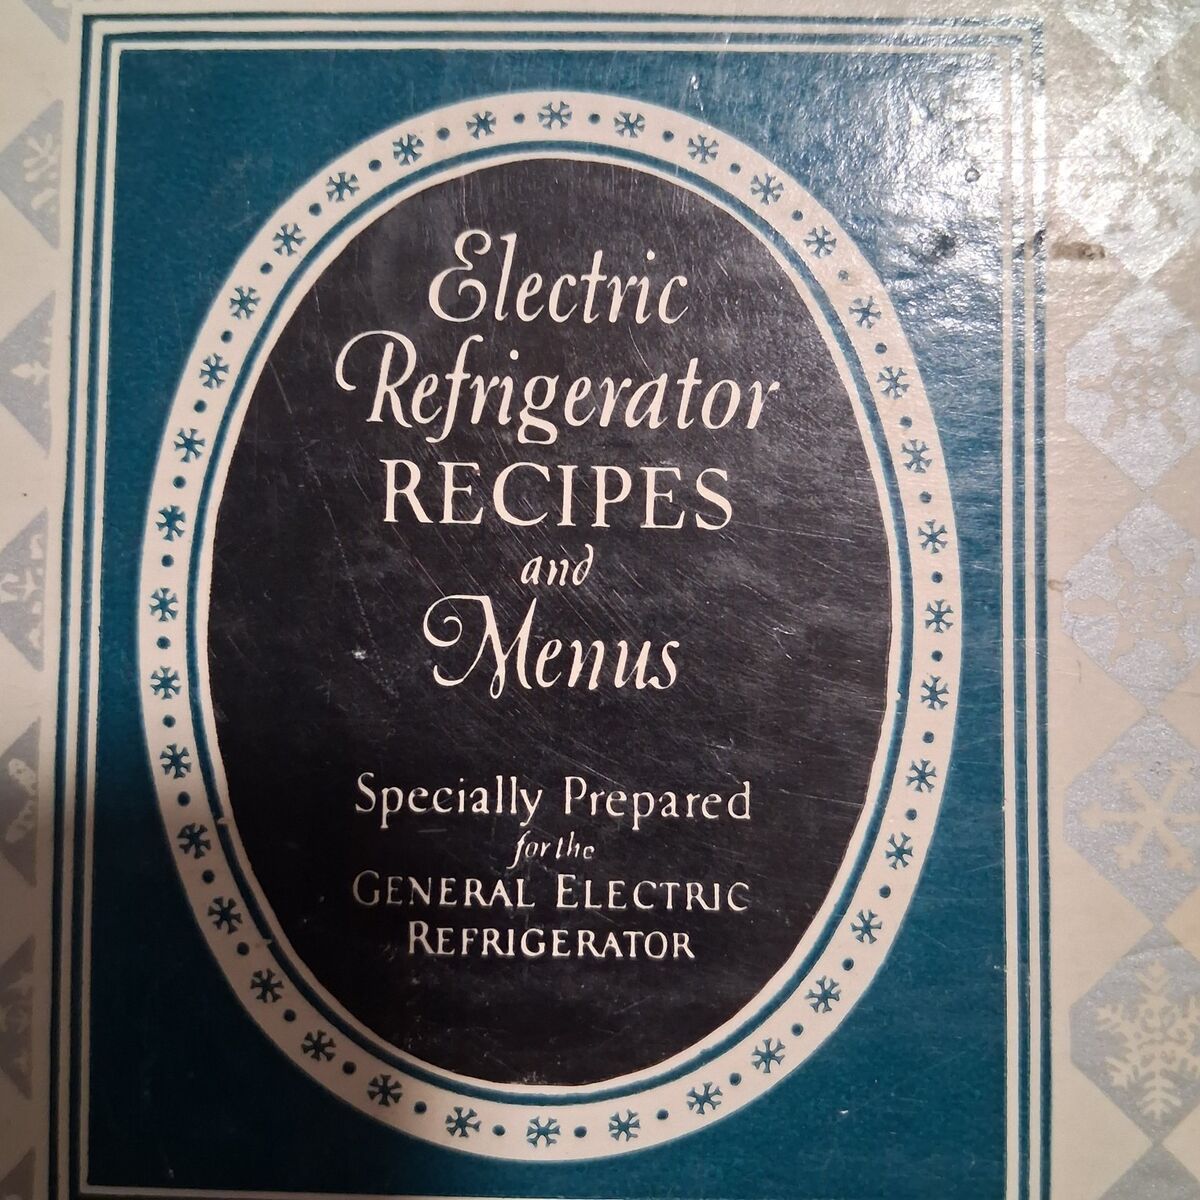 Electric
Refrigerator
RECIPES
and
Menus
Specially Prepared
for the
GENERAL ELECTRIC
REFRIGERATOR